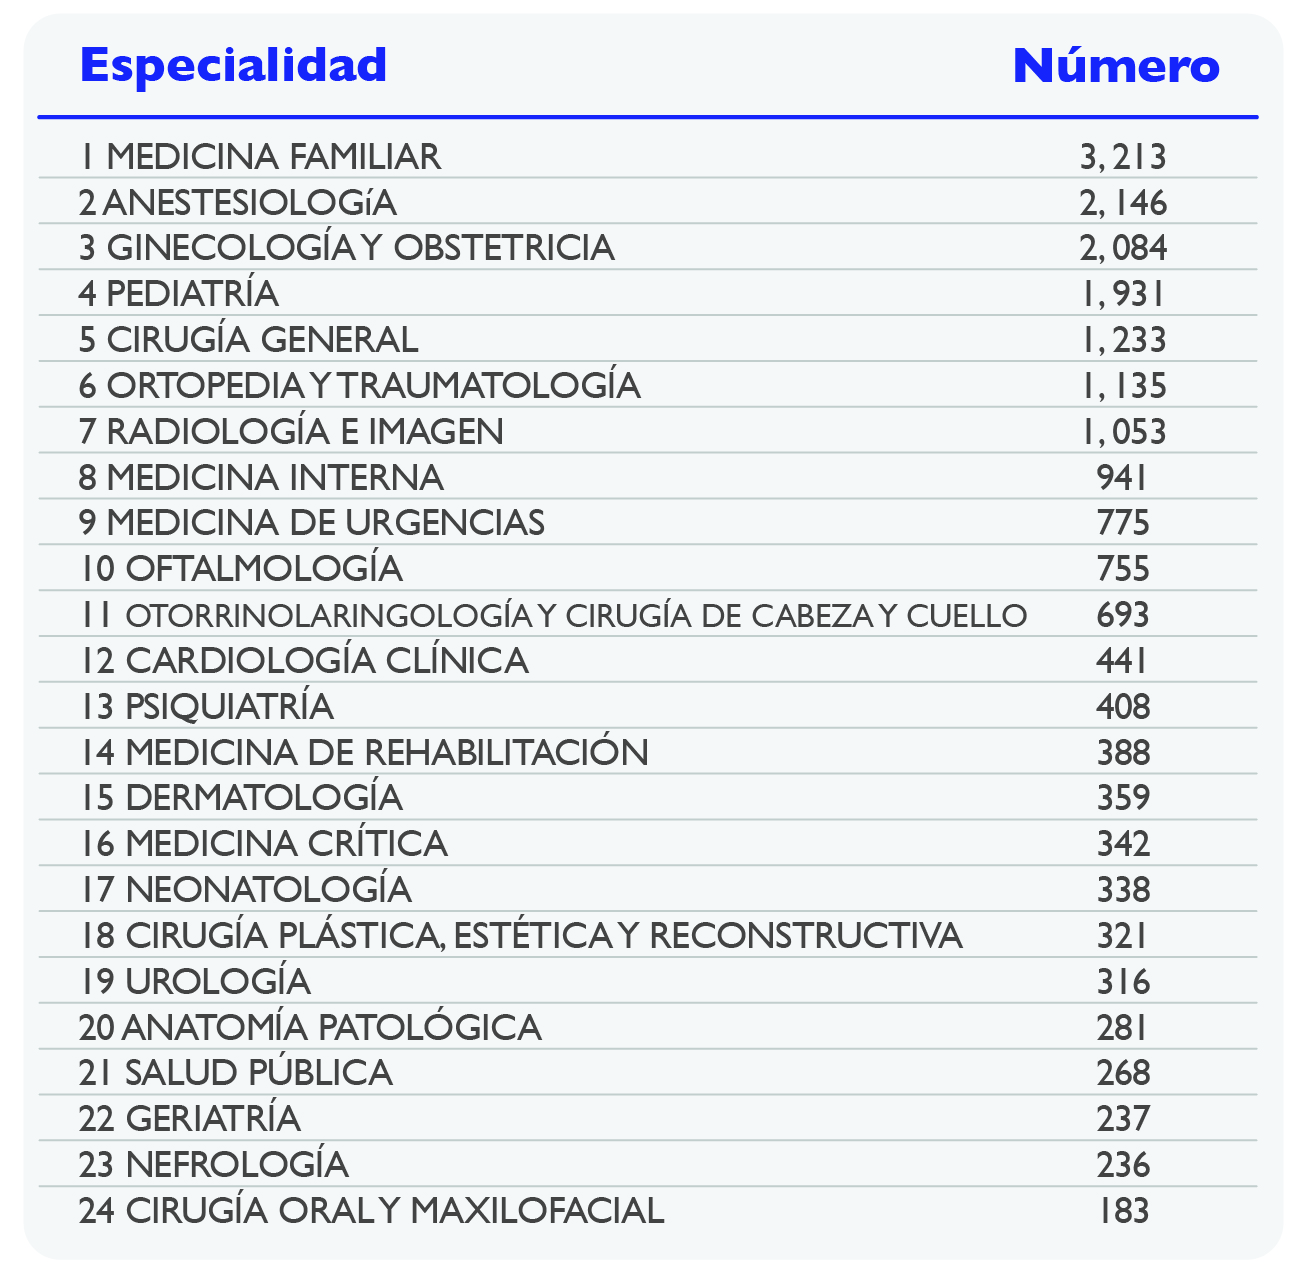 Especialidad Número
1 MEDICINA FAMILIAR 3, 213
2 ANESTESIOLOGíA 2, 146
3 GINECOLOGÍA Y OBSTETRICIA 2, 084
4 PEDIATRÍA 1, 931
5 CIRUGÍA GENERAL 1, 233
6 ORTOPEDIA Y TRAUMATOLOGÍA 1, 135
7 RADIOLOGÍA E IMAGEN 1, 053
8 MEDICINA INTERNA 941
9 MEDICINA DE URGENCIAS 775
10 OFTALMOLOGÍA 755
11 OTORRINOLARINGOLOGÍA Y CIRUGÍA DE CABEZA Y CUELLO 693
12 CARDIOLOGÍA CLÍNICA 441
13 PSIQUIATRÍA 408
14 MEDICINA DE REHABILITACIÓN 388
15 DERMATOLOGÍA 359
16 MEDICINA CRÍTICA 342
17 NEONATOLOGÍA 338
18 CIRUGÍA PLÁSTICA, ESTÉTICA Y RECONSTRUCTIVA 321
19 UROLOGÍA 316
20 ANATOMÍA PATOLÓGICA 281
21 SALUD PÚBLICA 268
22 GERIATRÍA 237
23 NEFROLOGÍA 236
24 CIRUGÍA ORAL Y MAXILOFACIAL 183